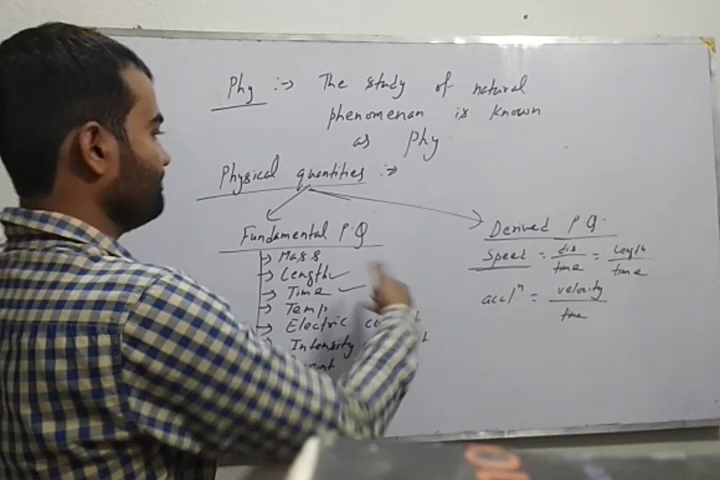 Phy :→ The study of natural
phenomenan is known
as Phy
Physical quantities :→
Fundamental P.Q
Mass
Length ✓
Time ✓
Temp
Electric
Intensity
Derived P.Q.
Speed = dis/time = Length/time
accl^n = velocity/time